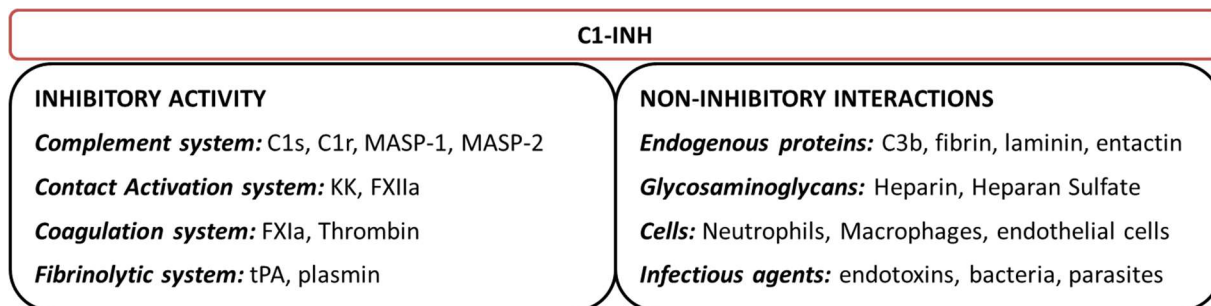 C1-INH
INHIBITORY ACTIVITY
Complement system: C1s, C1r, MASP-1, MASP-2
Contact Activation system: KK, FXIIa
Coagulation system: FXIa, Thrombin
Fibrinolytic system: tPA, plasmin
NON-INHIBITORY INTERACTIONS
Endogenous proteins: C3b, fibrin, laminin, entactin
Glycosaminoglycans: Heparin, Heparan Sulfate
Cells: Neutrophils, Macrophages, endothelial cells
Infectious agents: endotoxins, bacteria, parasites